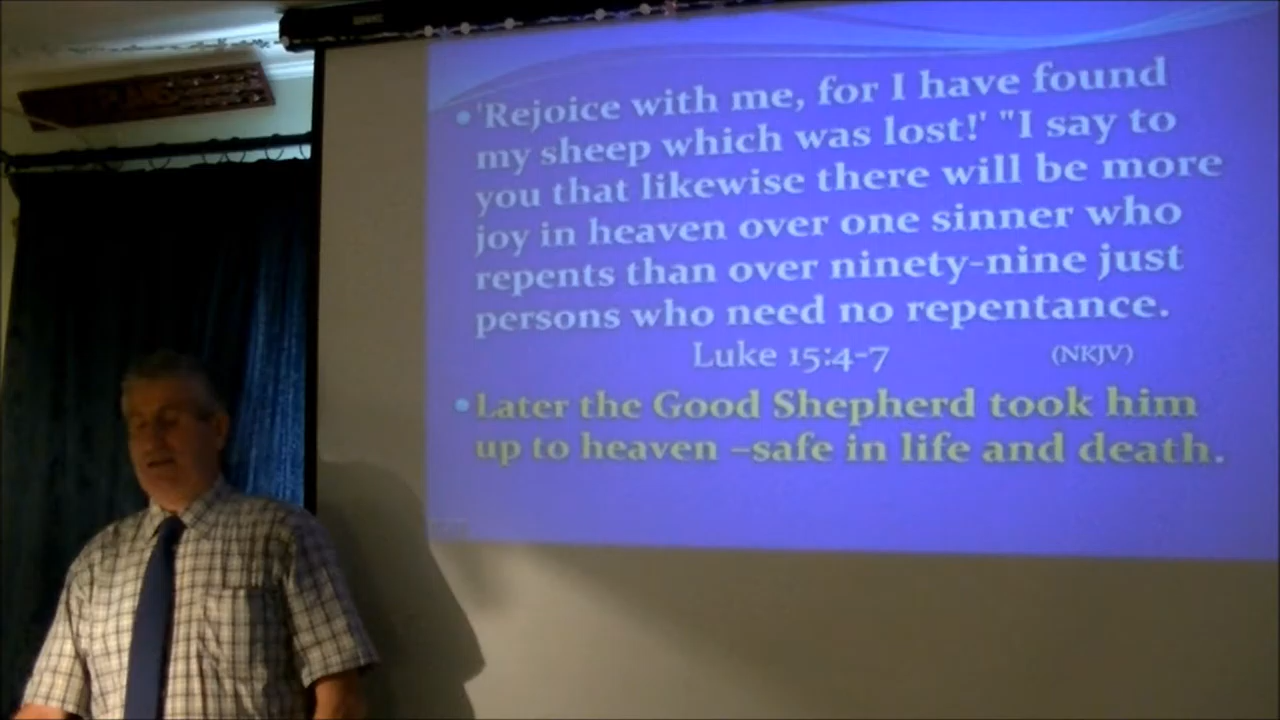 • 'Rejoice with me, for I have found
my sheep which was lost!' "I say to
you that likewise there will be more
joy in heaven over one sinner who
repents than over ninety-nine just
persons who need no repentance.
Luke 15:4-7 (NKJV)
• Later the Good Shepherd took him
up to heaven –safe in life and death.